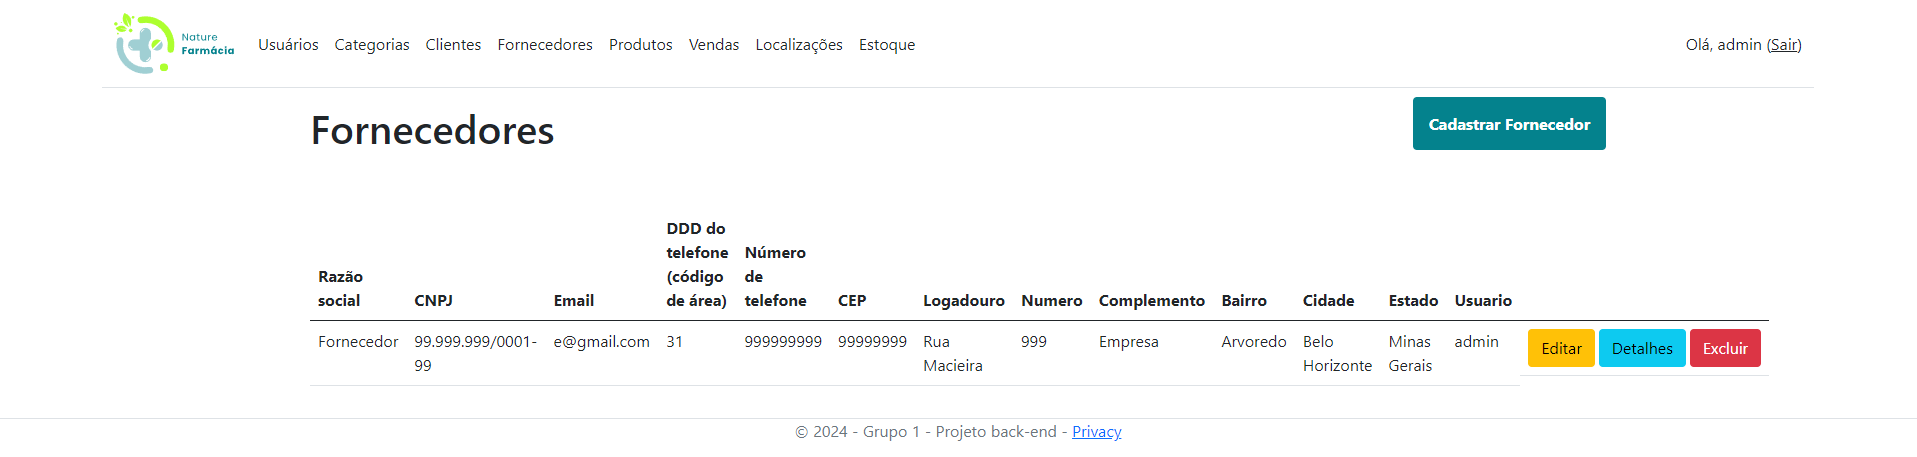 Nature
Farmácia
Usuários Categorias Clientes Fornecedores Produtos Vendas Localizações Estoque
Olá, admin (Sair)
Fornecedores
Cadastrar Fornecedor
Razão social CNPJ Email DDD do telefone (código de área) Número de telefone CEP Logadouro Numero Complemento Bairro Cidade Estado Usuario
Fornecedor 99.999.999/0001-99 e@gmail.com 31 999999999 99999999 Rua Macieira 999 Empresa Arvoredo Belo Horizonte Minas Gerais admin Editar Detalhes Excluir
© 2024 - Grupo 1 - Projeto back-end - Privacy